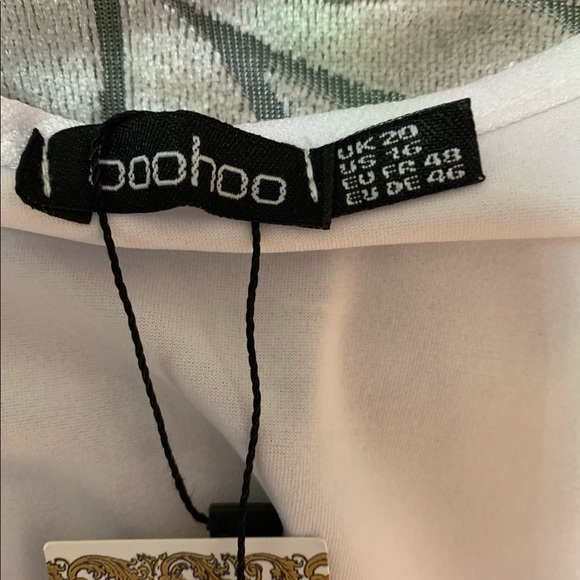 boohoo
UK 20
US 16
EU FR 48
EU DE 46